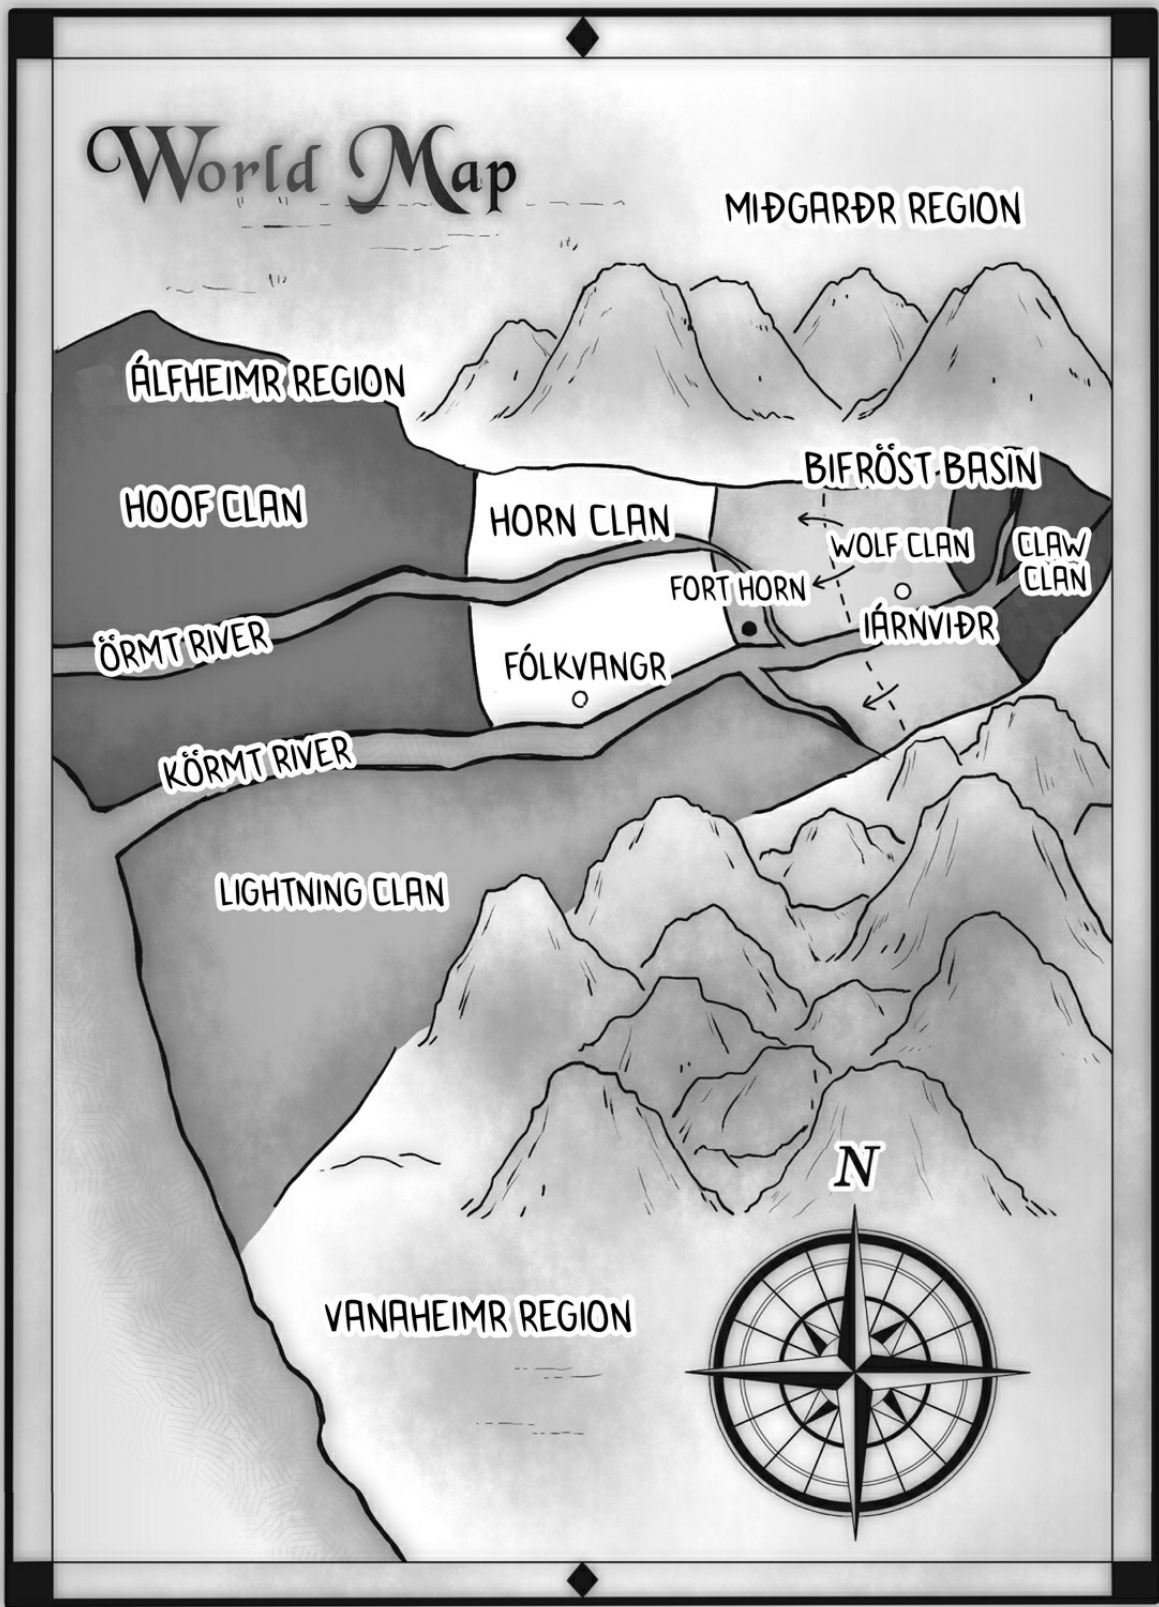 World Map
MIÐGARÐR REGION
ÁLFHEIMR REGION
BIFRÖST BASIN
HOOF CLAN
HORN CLAN
WOLF CLAN
CLAW
CLAN
FORT HORN
IÁRNVIÐR
ÖRMT RIVER
FÓLKVANGR
KÖRMT RIVER
LIGHTNING CLAN
N
VANAHEIMR REGION